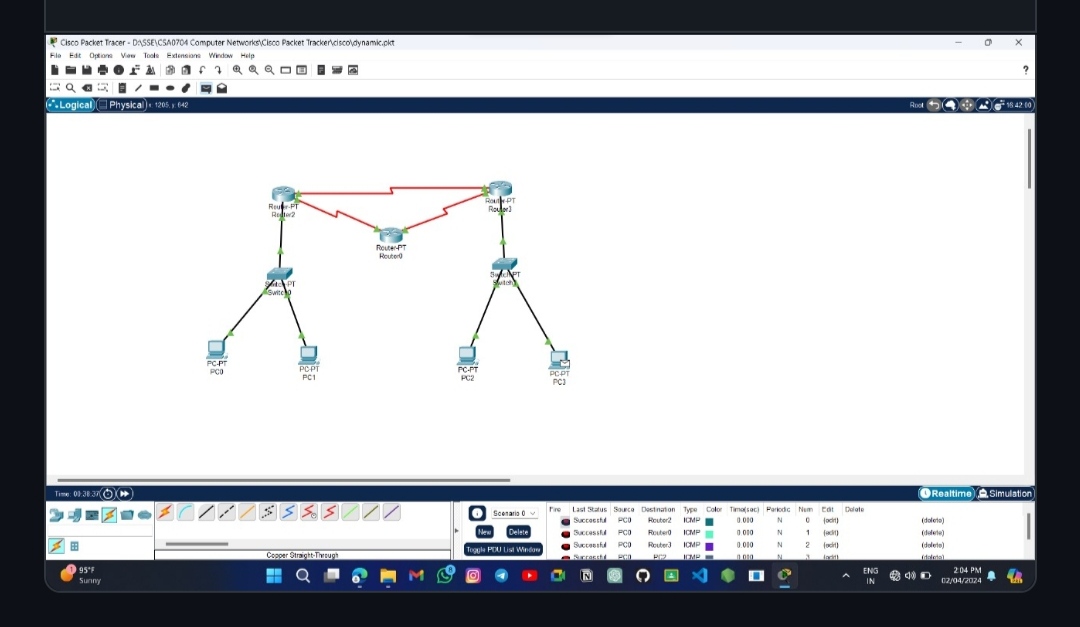 Cisco Packet Tracer - D:\SSE\CSA0704 Computer Networks\Cisco Packet Tracker\cisco\dynamic.pkt
File Edit Options View Tools Extensions Window Help
?
Logical Physical x: 1205, y: 642 Root 16:42:00
Router-PT
Router2
Router-PT
Router3
Router-PT
Router0
Switch-PT
Switch0
Switch-PT
PC-PT
PC0
PC-PT
PC1
PC-PT
PC2
PC-PT
PC3
Time: 00:38:37 Realtime Simulation
Scenario 0
New Delete
Toggle PDU List Window
Copper Straight-Through
Fire Last Status Source Destination Type Color Time(sec) Periodic Num Edit Delete
Successful PC0 Router2 ICMP 0.000 N 0 (edit) (delete)
Successful PC0 Router0 ICMP 0.000 N 1 (edit) (delete)
Successful PC0 Router3 ICMP 0.000 N 2 (edit) (delete)
Successful PC0 PC2 ICMP 0.000 N 3 (edit) (delete)
1
95°F
Sunny
ENG
IN
2:04 PM
02/04/2024